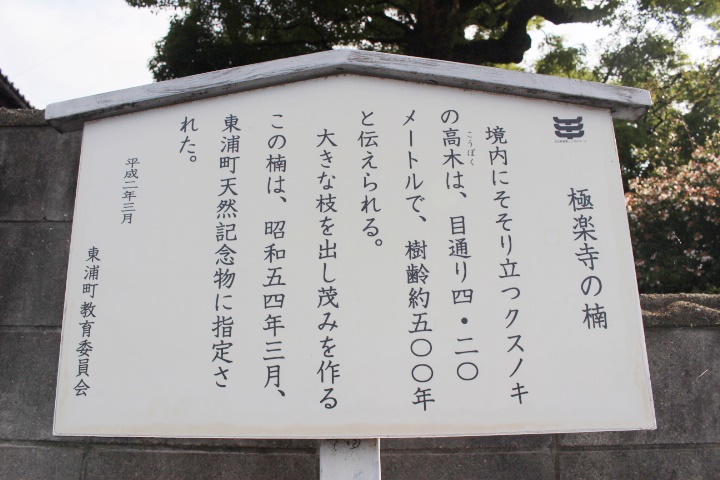 極楽寺の楠
境内にそそり立つクスノキ
の高木は、目通り四・二〇
こうぼく
メートルで、樹齢約五〇〇年
と伝えられる。
大きな枝を出し茂みを作る
この楠は、昭和五四年三月、
東浦町天然記念物に指定さ
れた。
平成二年三月
東浦町教育委員会